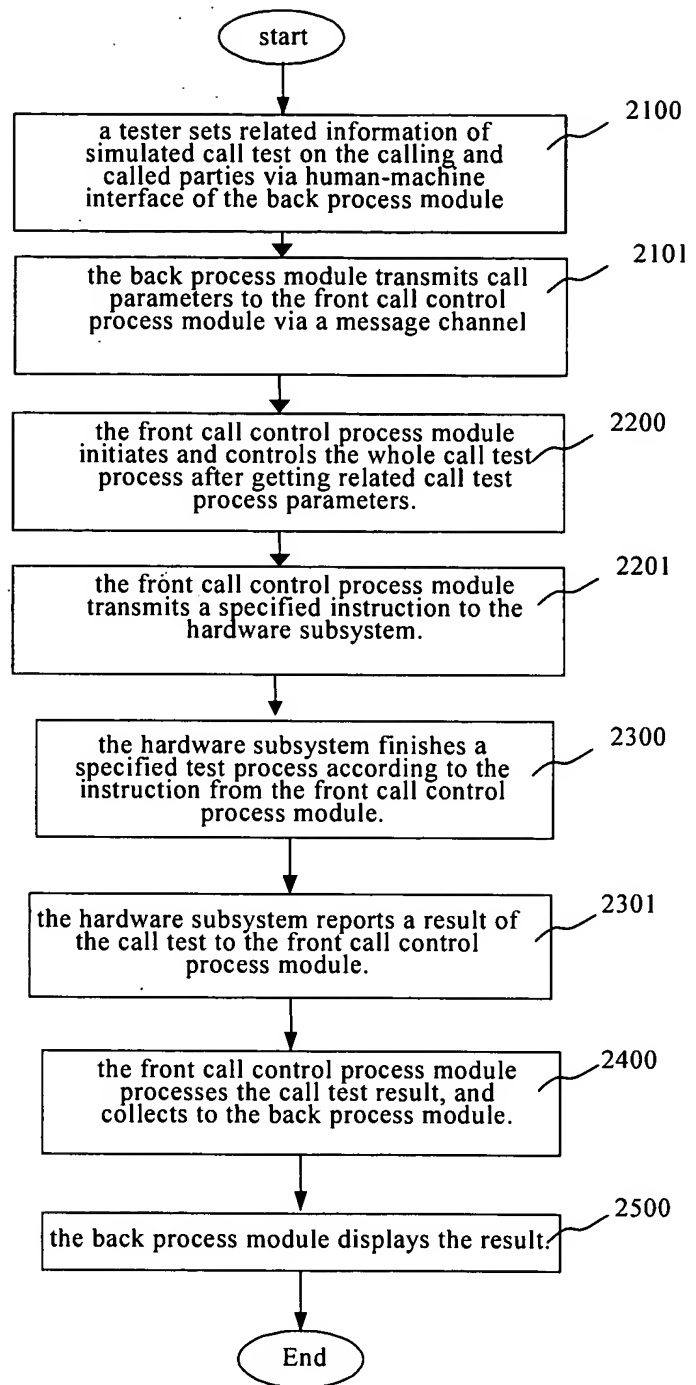 start
2100
a tester sets related information of
simulated call test on the calling and
called parties via human-machine
interface of the back process module
2101
the back process module transmits call
parameters to the front call control
process module via a message channel
2200
the front call control process module
initiates and controls the whole call test
process after getting related call test
process parameters.
2201
the front call control process module
transmits a specified instruction to the
hardware subsystem.
2300
the hardware subsystem finishes a
specified test process according to the
instruction from the front call control
process module.
2301
the hardware subsystem reports a result of
the call test to the front call control
process module.
2400
the front call control process module
processes the call test result, and
collects to the back process module.
2500
the back process module displays the result.
End